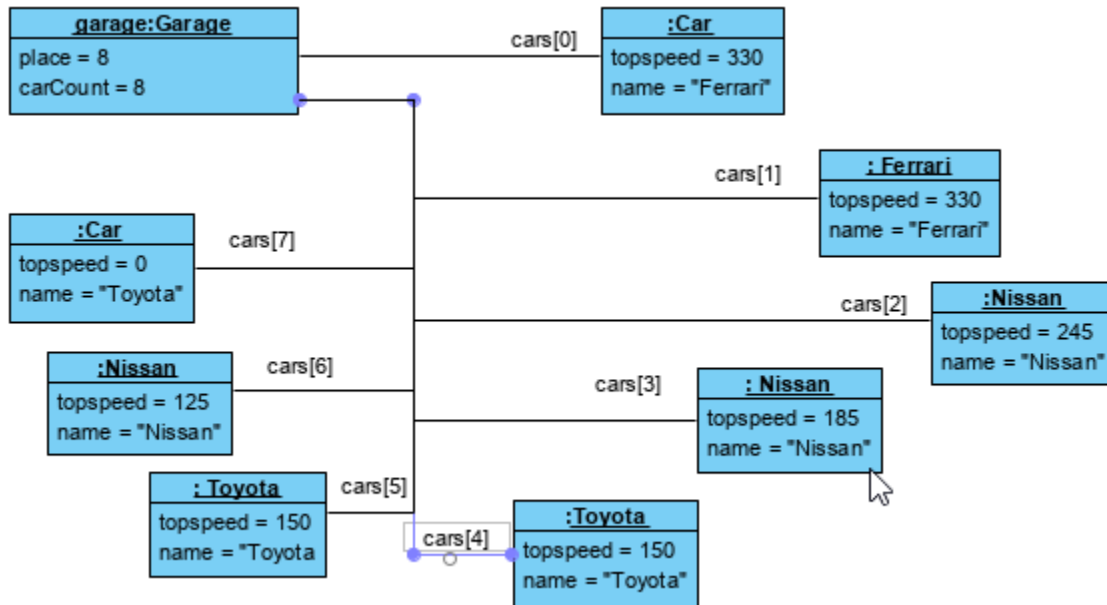 garage:Garage
place = 8
carCount = 8
cars[0]
:Car
topspeed = 330
name = "Ferrari"
cars[1]
: Ferrari
topspeed = 330
name = "Ferrari"
:Car
topspeed = 0
name = "Toyota"
cars[7]
cars[2]
:Nissan
topspeed = 245
name = "Nissan"
:Nissan
topspeed = 125
name = "Nissan"
cars[6]
cars[3]
: Nissan
topspeed = 185
name = "Nissan"
: Toyota
topspeed = 150
name = "Toyota
cars[5]
cars[4]
:Toyota
topspeed = 150
name = "Toyota"